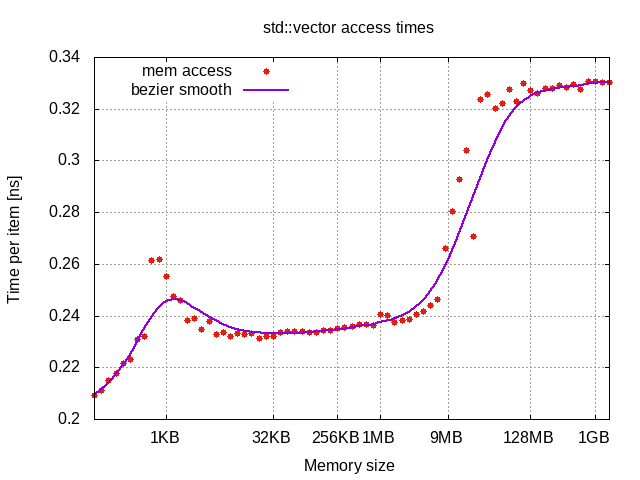 std::vector access times
mem access
bezier smooth
0.34
0.32
0.3
0.28
0.26
0.24
0.22
0.2
Time per item [ns]
1KB 32KB 256KB 1MB 9MB 128MB 1GB
Memory size